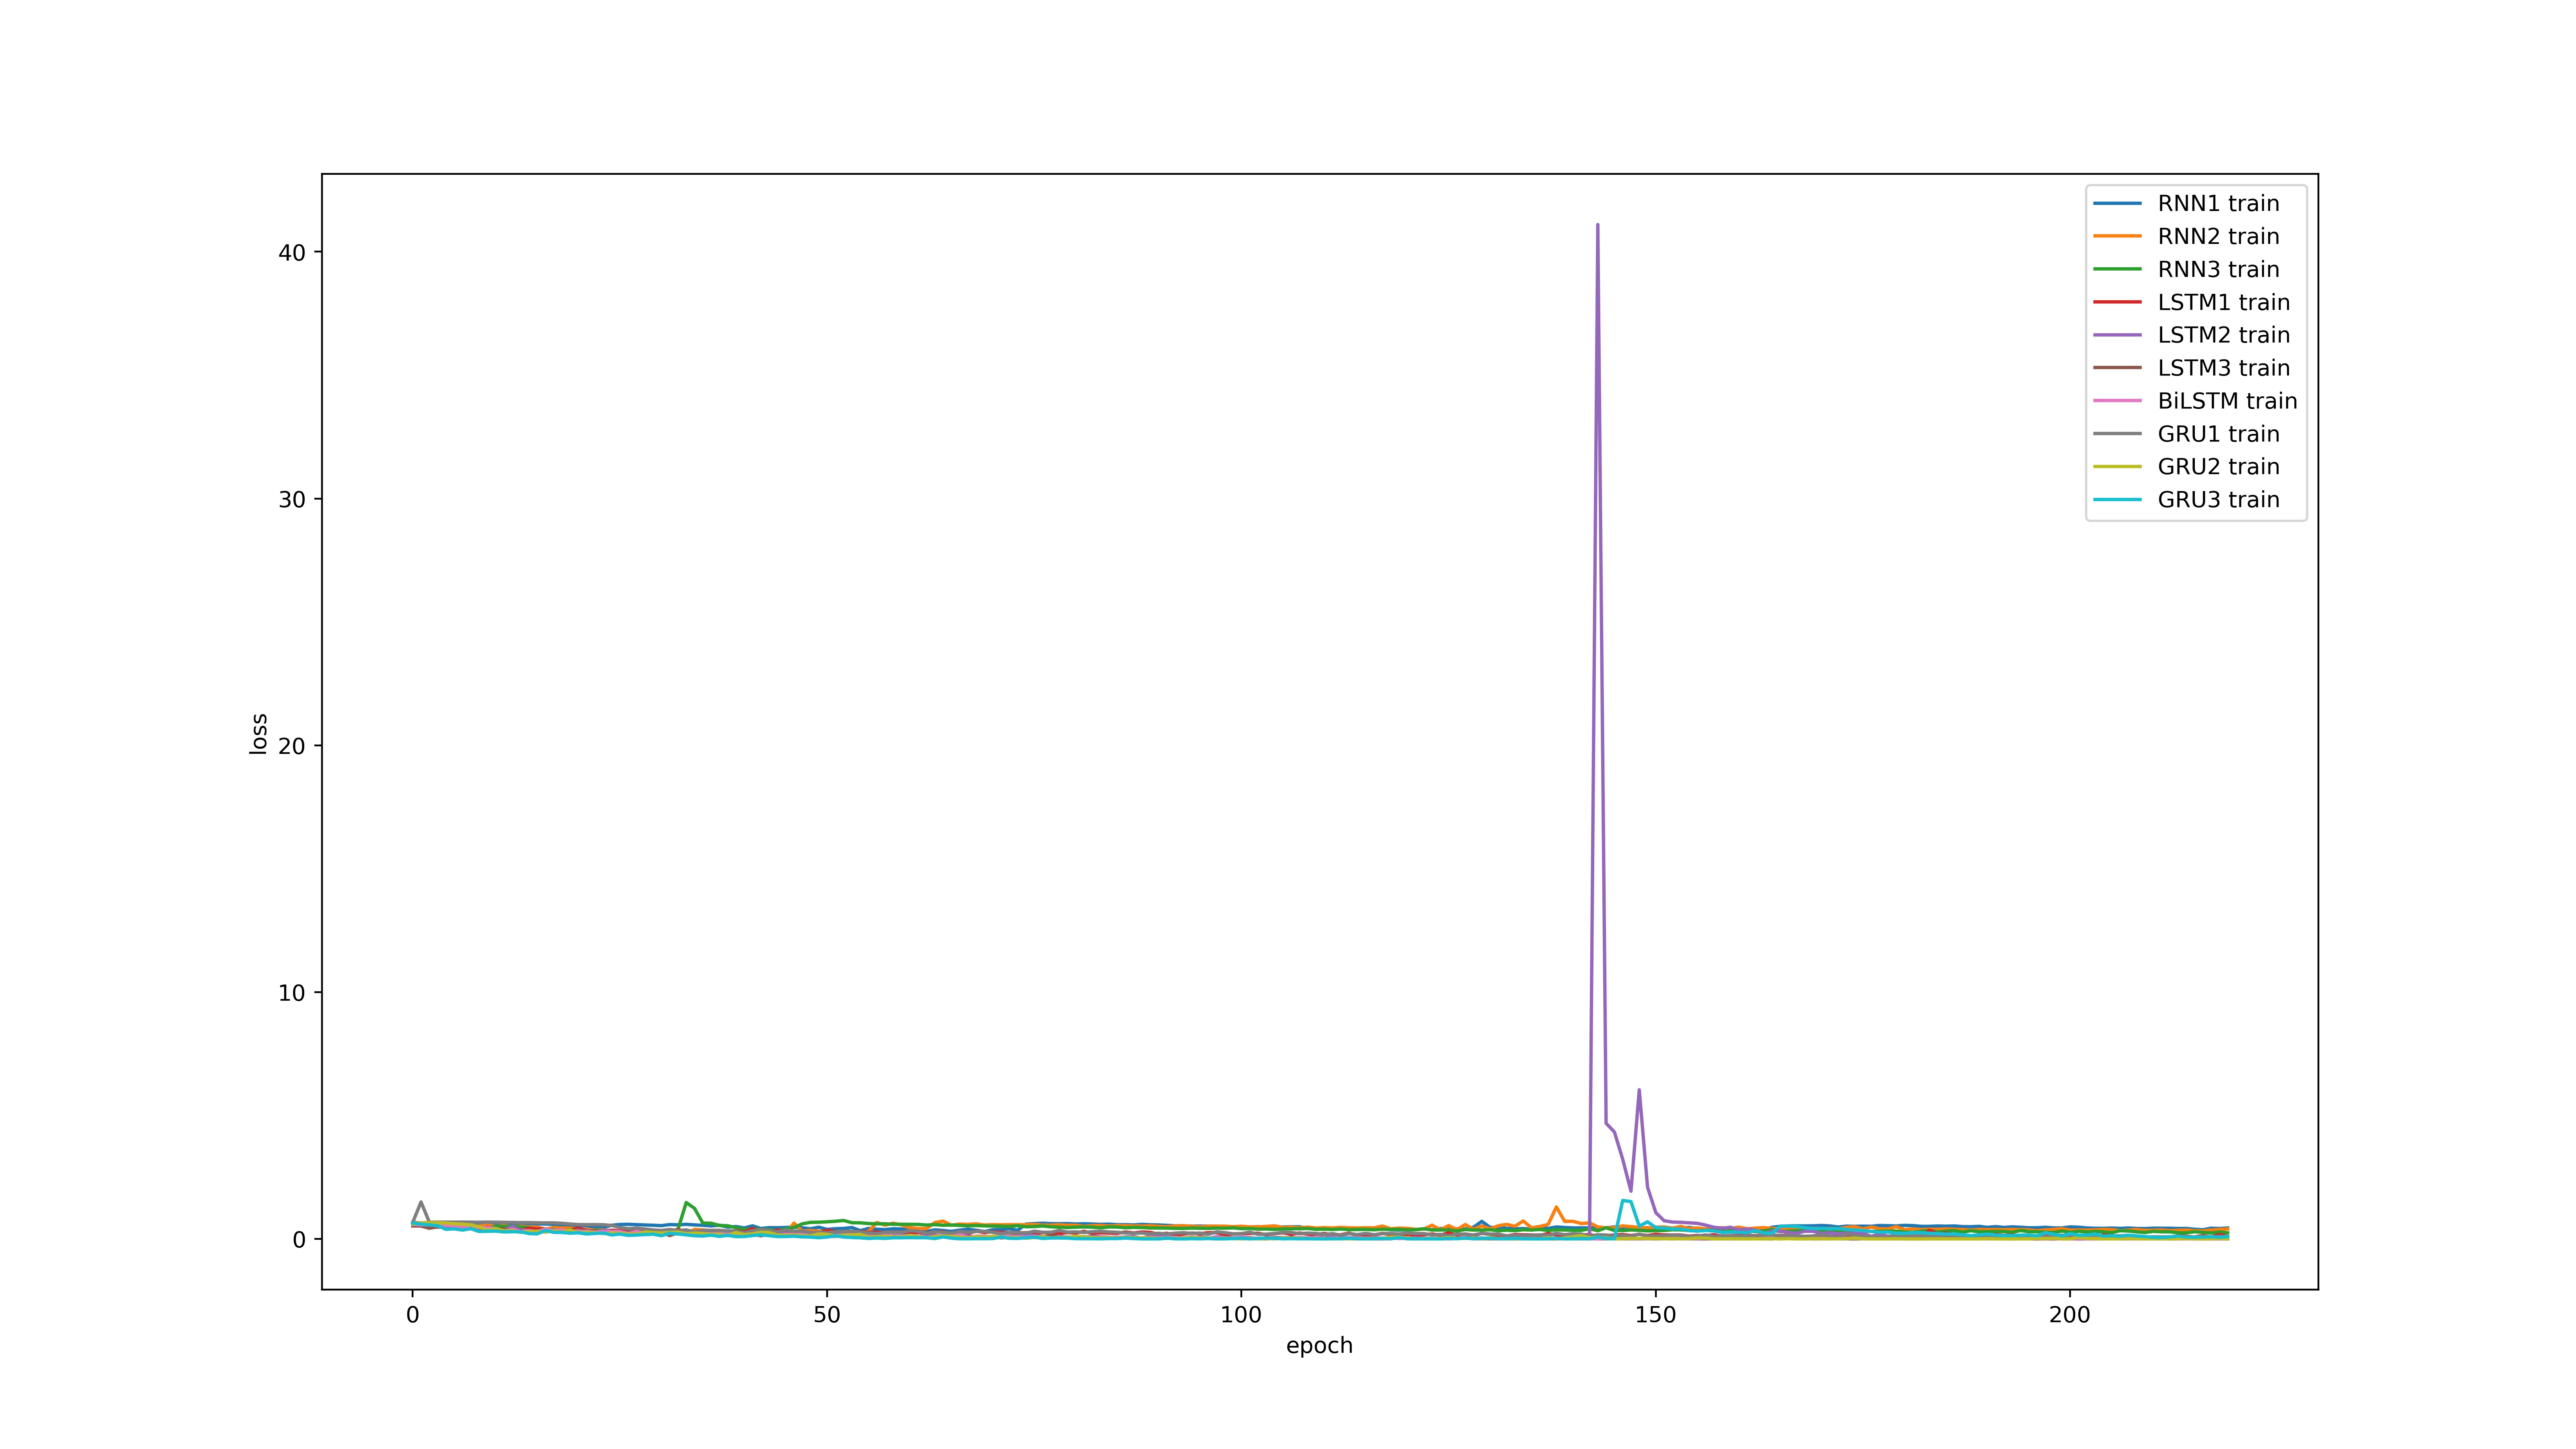 40
30
20
10
0
loss
0
50
100
150
200
epoch
RNN1 train
RNN2 train
RNN3 train
LSTM1 train
LSTM2 train
LSTM3 train
BiLSTM train
GRU1 train
GRU2 train
GRU3 train